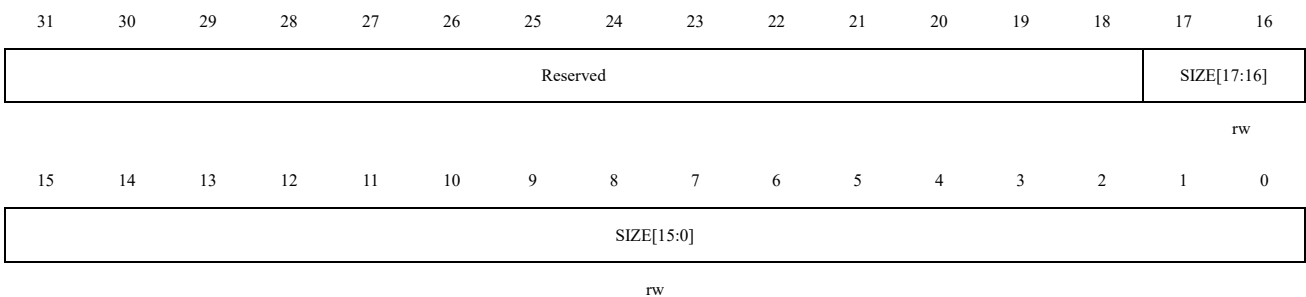 31 30 29 28 27 26 25 24 23 22 21 20 19 18 17 16
Reserved SIZE[17:16]
rw
15 14 13 12 11 10 9 8 7 6 5 4 3 2 1 0
SIZE[15:0]
rw